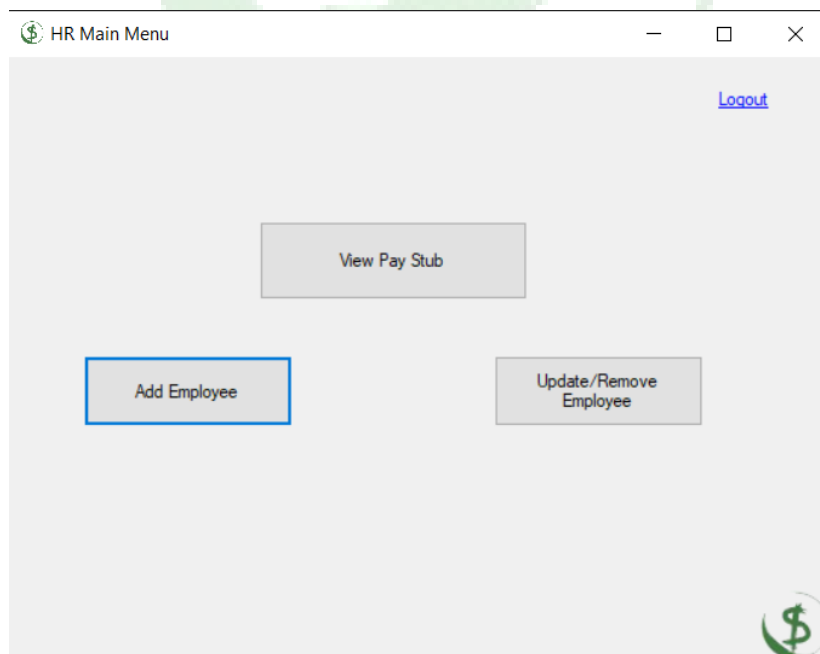 HR Main Menu
Logout
View Pay Stub
Add Employee
Update/Remove
Employee